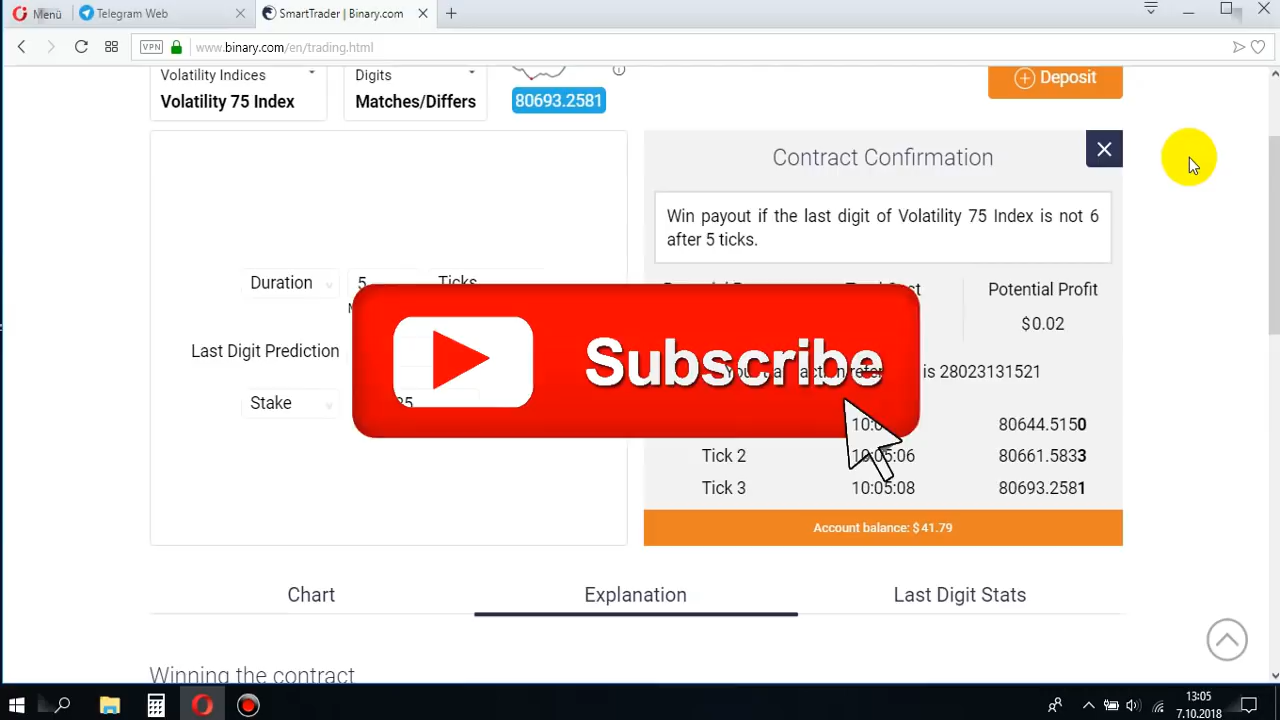 Menü
Telegram Web
SmartTrader | Binary.com
VPN
www.binary.com/en/trading.html
Volatility Indices
Volatility 75 Index
Digits
Matches/Differs
80693.2581
Deposit
Contract Confirmation
Win payout if the last digit of Volatility 75 Index is not 6
after 5 ticks.
Duration
5
Ticks
Potential Profit
$0.02
Last Digit Prediction
Subscribe
is 28023131521
Stake
80644.5150
Tick 2
10:05:06
80661.5833
Tick 3
10:05:08
80693.2581
Account balance: $ 41.79
Chart
Explanation
Last Digit Stats
Winning the contract
13:05
7.10.2018